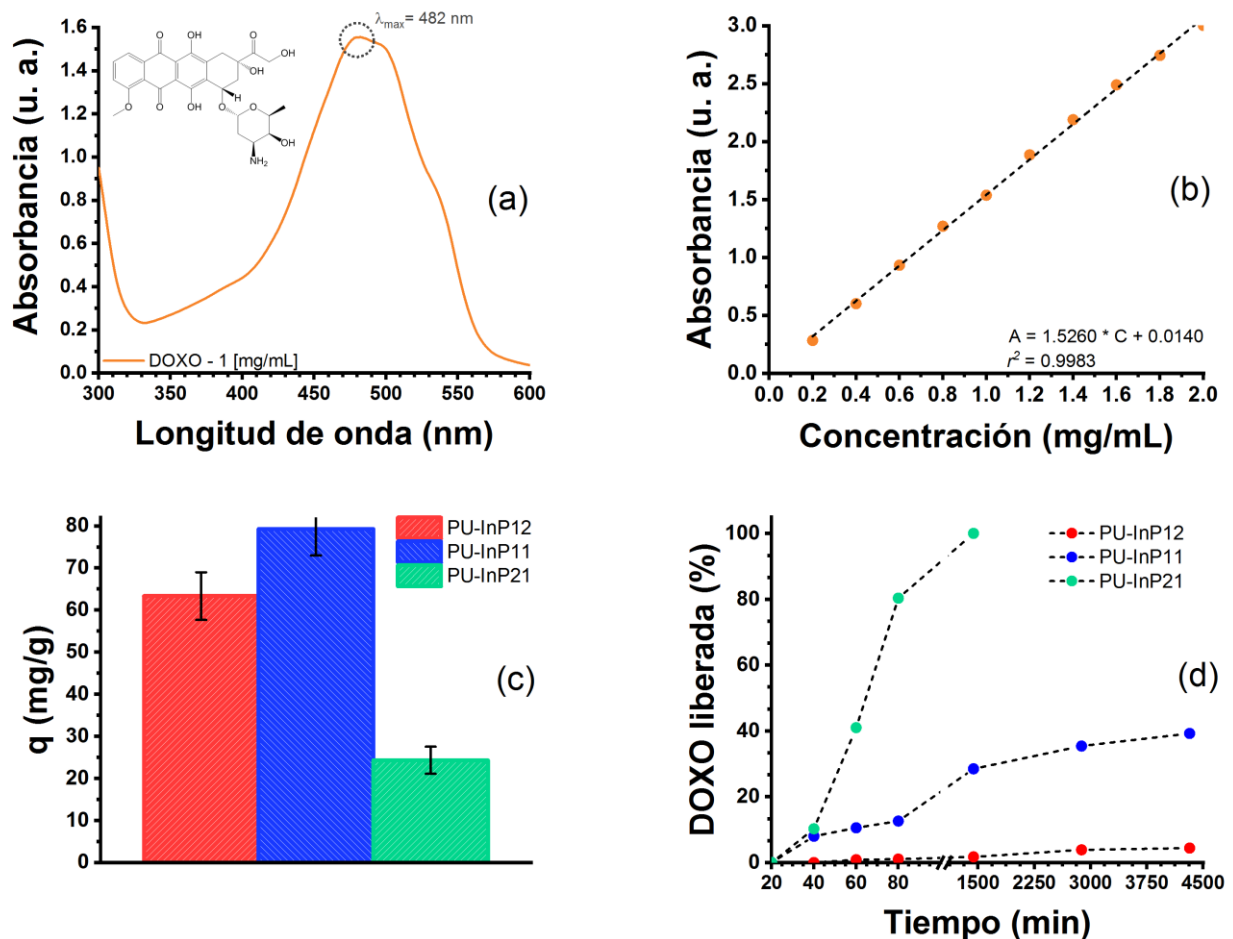 λmax= 482 nm
O OH O
OH
OH
O O OH H
O O
OH
NH2
(a)
DOXO - 1 [mg/mL]
Absorbancia (u. a.)
1.6
1.4
1.2
1.0
0.8
0.6
0.4
0.2
0.0
300 350 400 450 500 550 600
Longitud de onda (nm)
(b)
A = 1.5260 * C + 0.0140
r2 = 0.9983
Absorbancia (u. a.)
3.0
2.5
2.0
1.5
1.0
0.5
0.0
0.0 0.2 0.4 0.6 0.8 1.0 1.2 1.4 1.6 1.8 2.0
Concentración (mg/mL)
PU-InP12
PU-InP11
PU-InP21
(c)
q (mg/g)
80
70
60
50
40
30
20
10
0
PU-InP12
PU-InP11
PU-InP21
(d)
DOXO liberada (%)
100
80
60
40
20
0
20 40 60 80 1500 2250 3000 3750 4500
Tiempo (min)